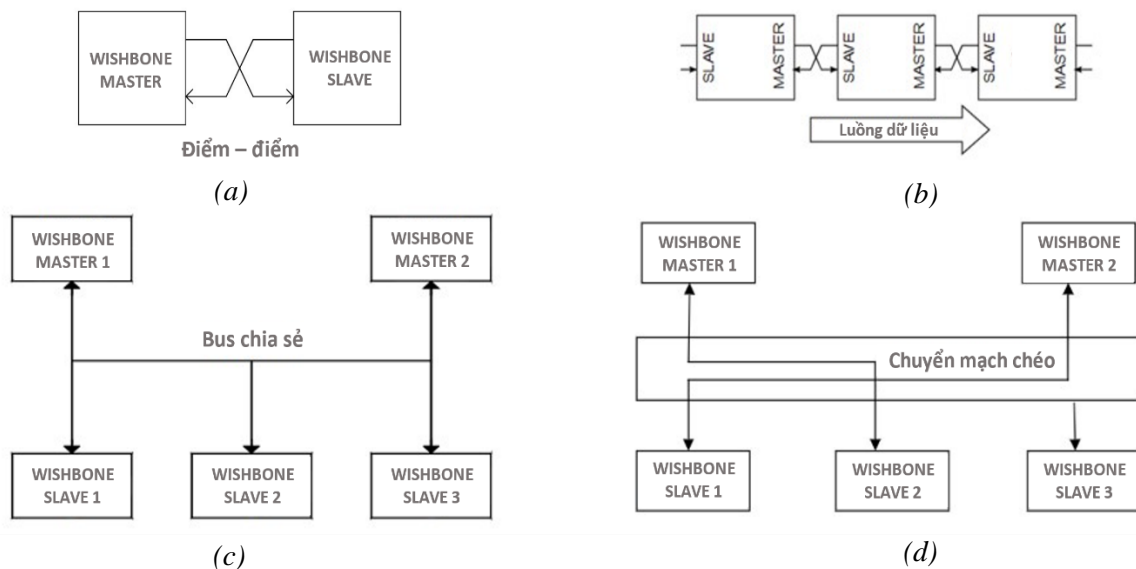 WISHBONE
MASTER
WISHBONE
SLAVE
Điểm – điểm
(a)
SLAVE
MASTER
SLAVE
MASTER
SLAVE
MASTER
Luồng dữ liệu
(b)
WISHBONE
MASTER 1
WISHBONE
MASTER 2
Bus chia sẻ
WISHBONE
SLAVE 1
WISHBONE
SLAVE 2
WISHBONE
SLAVE 3
(c)
WISHBONE
MASTER 1
WISHBONE
MASTER 2
Chuyển mạch chéo
WISHBONE
SLAVE 1
WISHBONE
SLAVE 2
WISHBONE
SLAVE 3
(d)